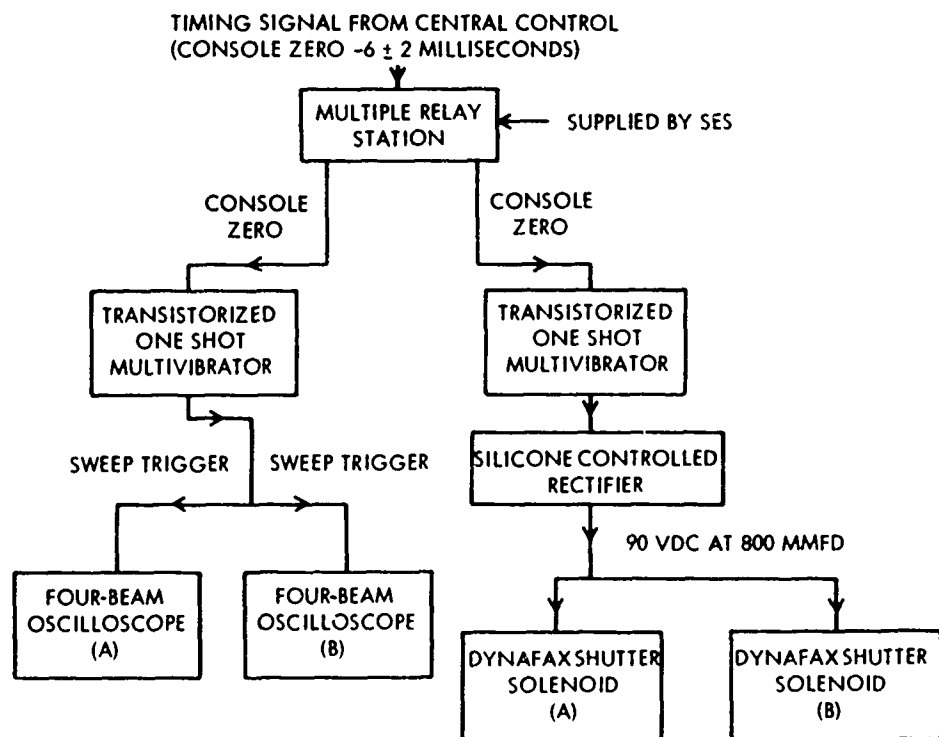 TIMING SIGNAL FROM CENTRAL CONTROL
(CONSOLE ZERO -6 ± 2 MILLISECONDS)
MULTIPLE RELAY
STATION
SUPPLIED BY SES
CONSOLE
ZERO
CONSOLE
ZERO
TRANSISTORIZED
ONE SHOT
MULTIVIBRATOR
TRANSISTORIZED
ONE SHOT
MULTIVIBRATOR
SWEEP TRIGGER
SWEEP TRIGGER
SILICONE CONTROLLED
RECTIFIER
90 VDC AT 800 MMFD
FOUR-BEAM
OSCILLOSCOPE
(A)
FOUR-BEAM
OSCILLOSCOPE
(B)
DYNAFAX SHUTTER
SOLENOID
(A)
DYNAFAX SHUTTER
SOLENOID
(B)